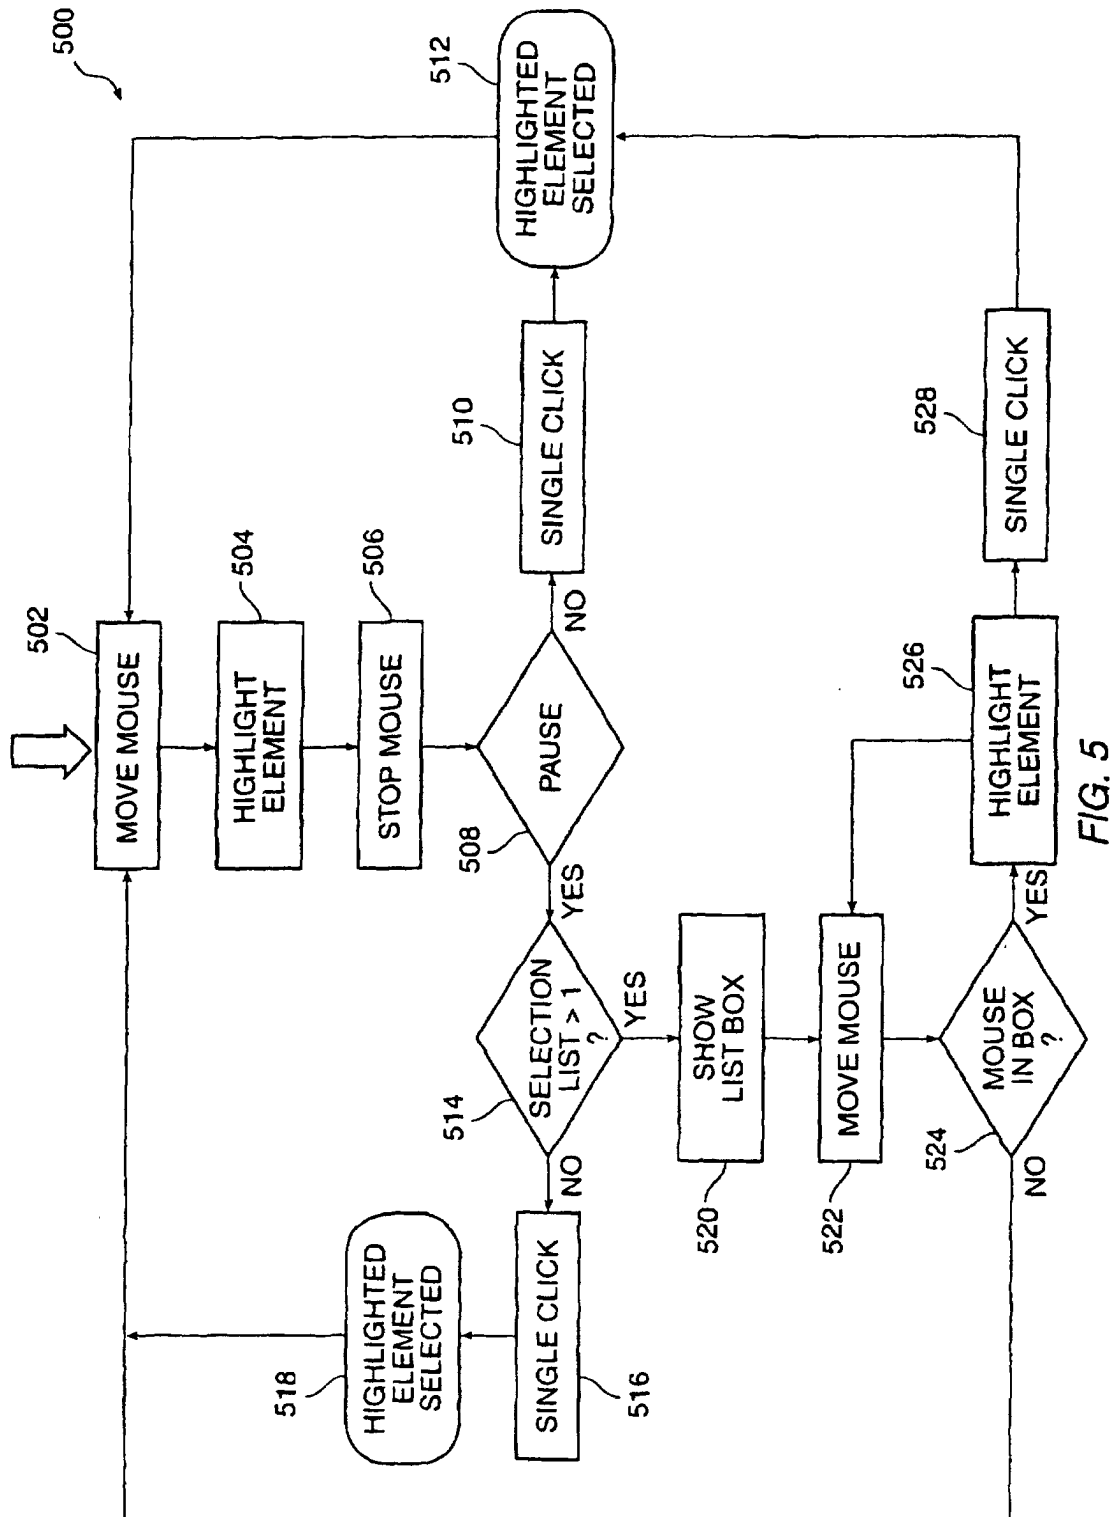 500
502
MOVE MOUSE
504
HIGHLIGHT
ELEMENT
506
STOP MOUSE
508
PAUSE
NO
YES
510
SINGLE CLICK
512
HIGHLIGHTED
ELEMENT
SELECTED
514
SELECTION
LIST > 1
?
NO
YES
516
SINGLE CLICK
518
HIGHLIGHTED
ELEMENT
SELECTED
520
SHOW
LIST BOX
522
MOVE MOUSE
524
MOUSE
IN BOX
?
NO
YES
526
HIGHLIGHT
ELEMENT
528
SINGLE CLICK
FIG. 5